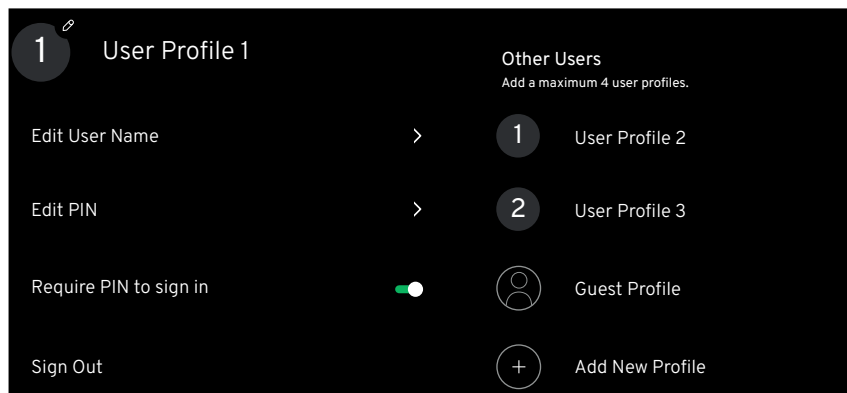 1
User Profile 1
Edit User Name
Edit PIN
Require PIN to sign in
Sign Out
Other Users
Add a maximum 4 user profiles.
1 User Profile 2
2 User Profile 3
Guest Profile
+ Add New Profile